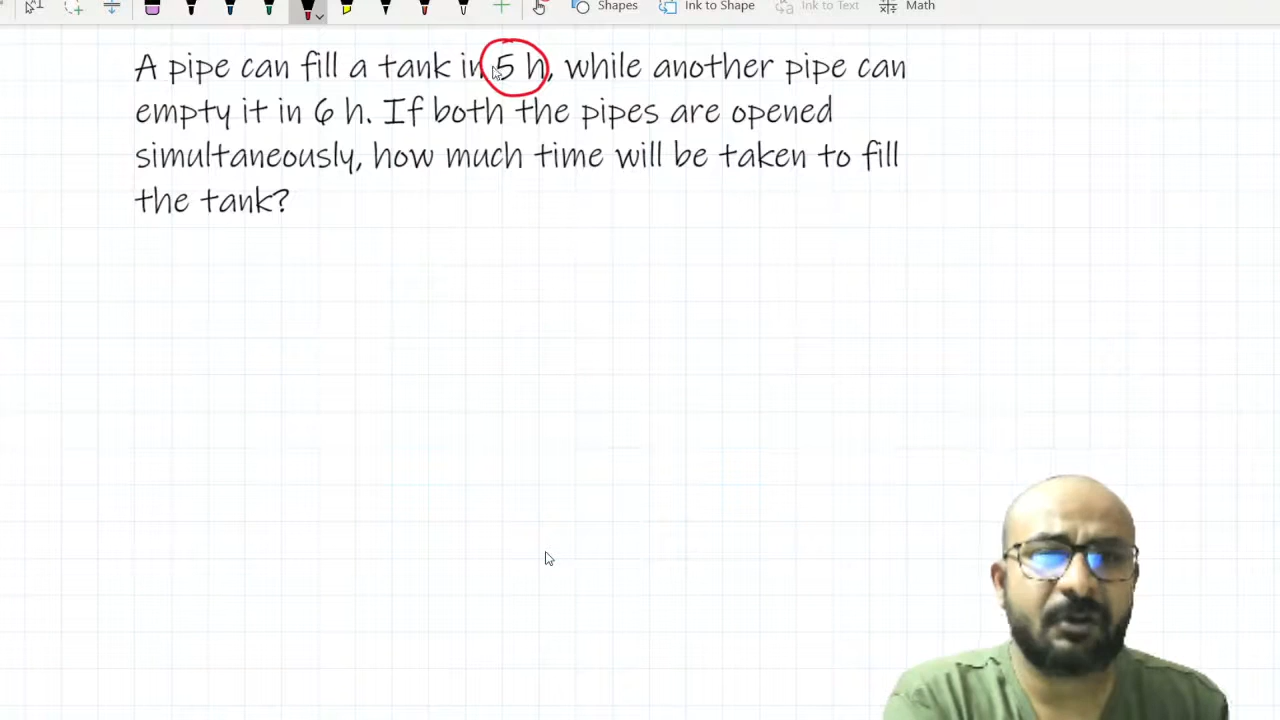 Shapes Ink to Shape Ink to Text Math
A pipe can fill a tank in 5 h, while another pipe can
empty it in 6 h. If both the pipes are opened
simultaneously, how much time will be taken to fill
the tank?